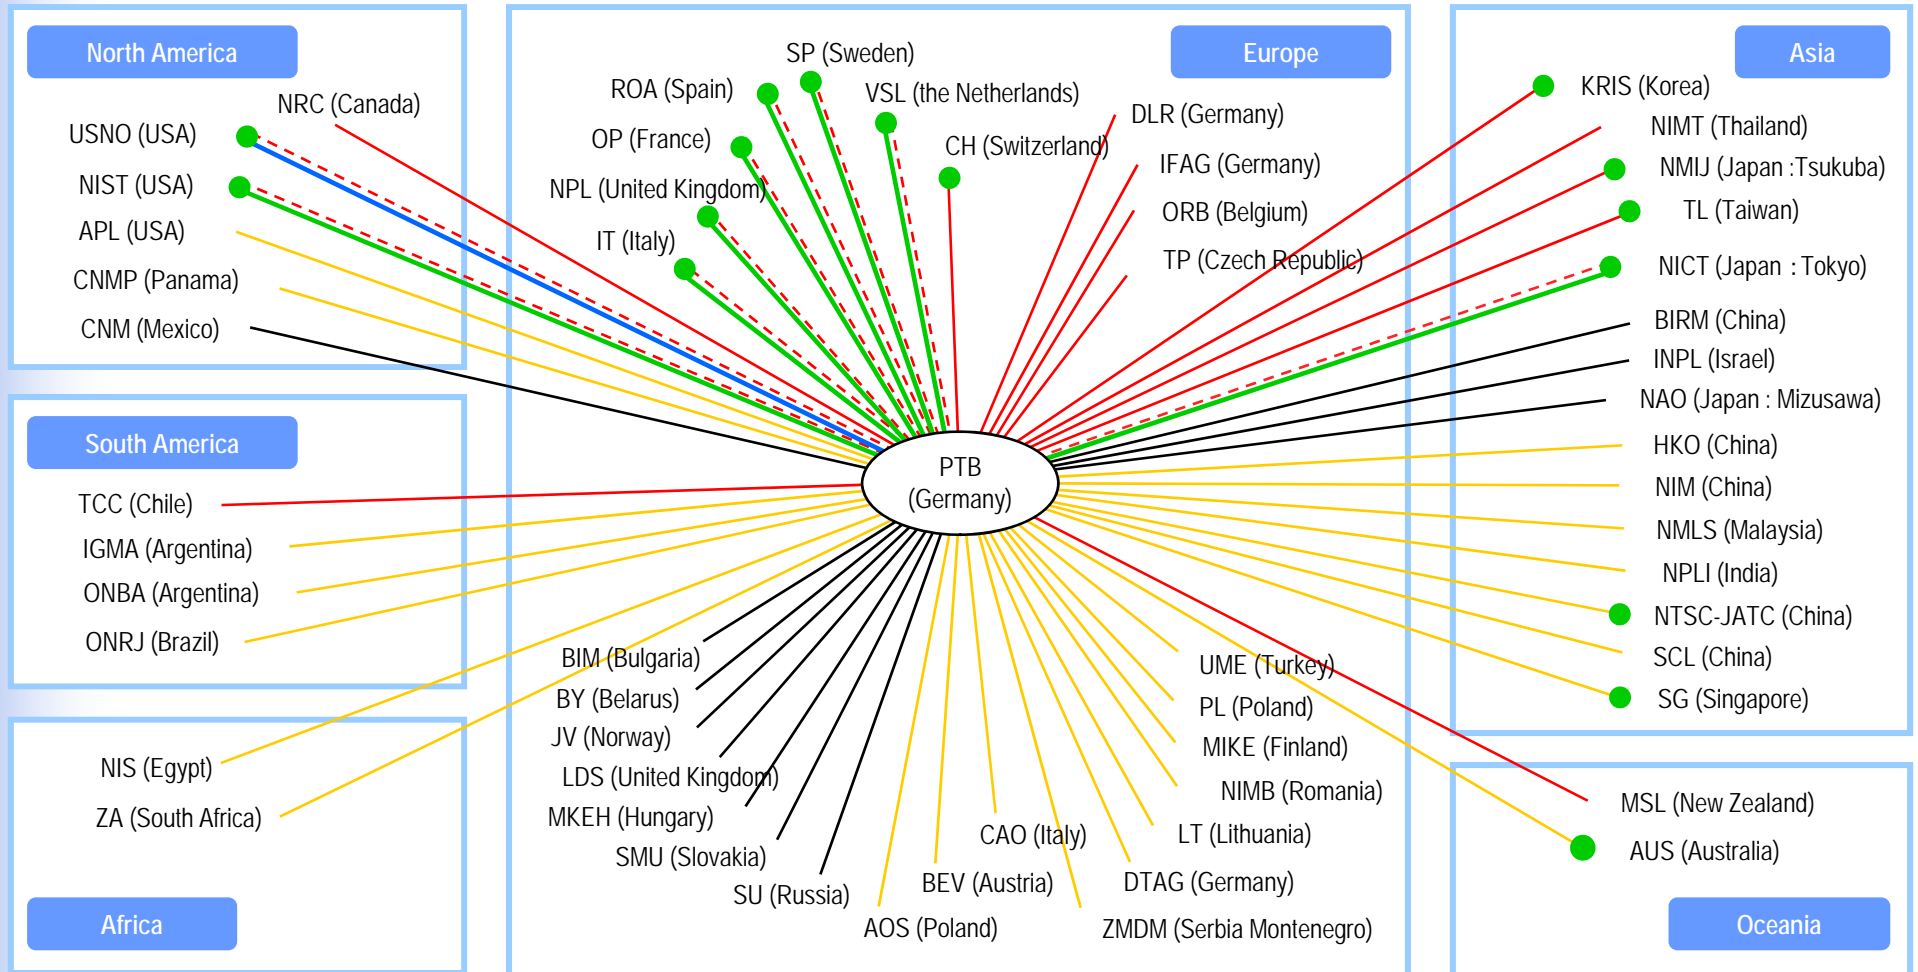 North America
NRC (Canada)
USNO (USA)
NIST (USA)
APL (USA)
CNMP (Panama)
CNM (Mexico)
South America
TCC (Chile)
IGMA (Argentina)
ONBA (Argentina)
ONRJ (Brazil)
NIS (Egypt)
ZA (South Africa)
Africa
Europe
SP (Sweden)
ROA (Spain)
VSL (the Netherlands)
OP (France)
CH (Switzerland)
NPL (United Kingdom)
IT (Italy)
DLR (Germany)
IFAG (Germany)
ORB (Belgium)
TP (Czech Republic)
PTB
(Germany)
BIM (Bulgaria)
BY (Belarus)
JV (Norway)
LDS (United Kingdom)
MKEH (Hungary)
SMU (Slovakia)
SU (Russia)
AOS (Poland)
BEV (Austria)
CAO (Italy)
UME (Turkey)
PL (Poland)
MIKE (Finland)
NIMB (Romania)
LT (Lithuania)
DTAG (Germany)
ZMDM (Serbia Montenegro)
Asia
KRIS (Korea)
NIMT (Thailand)
NMIJ (Japan :Tsukuba)
TL (Taiwan)
NICT (Japan : Tokyo)
BIRM (China)
INPL (Israel)
NAO (Japan : Mizusawa)
HKO (China)
NIM (China)
NMLS (Malaysia)
NPLI (India)
NTSC-JATC (China)
SCL (China)
SG (Singapore)
MSL (New Zealand)
AUS (Australia)
Oceania